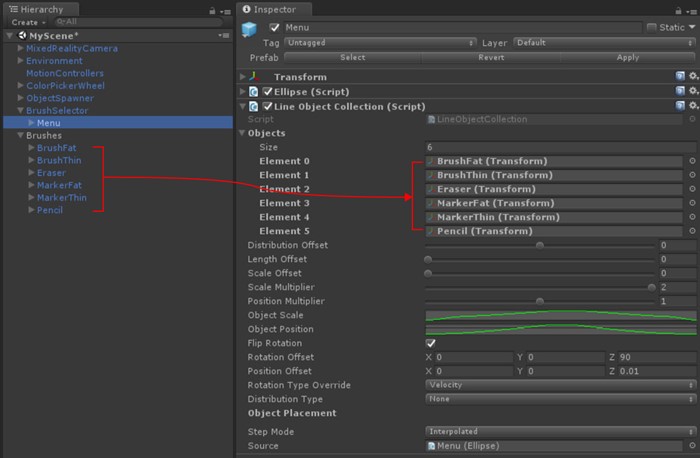 Hierarchy
Create
All
MyScene*
MixedRealityCamera
Environment
MotionControllers
ColorPickerWheel
ObjectSpawner
BrushSelector
Menu
Brushes
BrushFat
BrushThin
Eraser
MarkerFat
MarkerThin
Pencil
Inspector
Menu Static
Tag Untagged Layer Default
Prefab Select Revert Apply
Transform
Ellipse (Script)
Line Object Collection (Script)
Script LineObjectCollection
Objects
Size 6
Element 0 BrushFat (Transform)
Element 1 BrushThin (Transform)
Element 2 Eraser (Transform)
Element 3 MarkerFat (Transform)
Element 4 MarkerThin (Transform)
Element 5 Pencil (Transform)
Distribution Offset 0
Length Offset 0
Scale Offset 0
Scale Multiplier 2
Position Multiplier 1
Object Scale
Object Position
Flip Rotation
Rotation Offset X 0 Y 0 Z 90
Position Offset X 0 Y 0 Z 0.01
Rotation Type Override Velocity
Distribution Type None
Object Placement
Step Mode Interpolated
Source Menu (Ellipse)